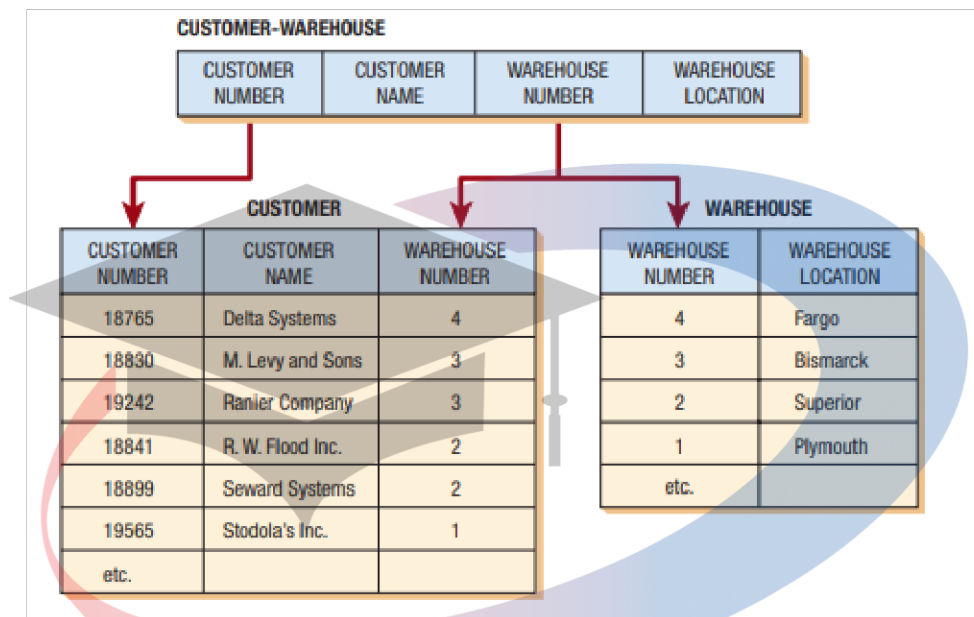 CUSTOMER-WAREHOUSE
CUSTOMER NUMBER CUSTOMER NAME WAREHOUSE NUMBER WAREHOUSE LOCATION
CUSTOMER
CUSTOMER NUMBER CUSTOMER NAME WAREHOUSE NUMBER
18765 Delta Systems 4
18830 M. Levy and Sons 3
19242 Ranier Company 3
18841 R. W. Flood Inc. 2
18899 Seward Systems 2
19565 Stodola's Inc. 1
etc.
WAREHOUSE
WAREHOUSE NUMBER WAREHOUSE LOCATION
4 Fargo
3 Bismarck
2 Superior
1 Plymouth
etc.